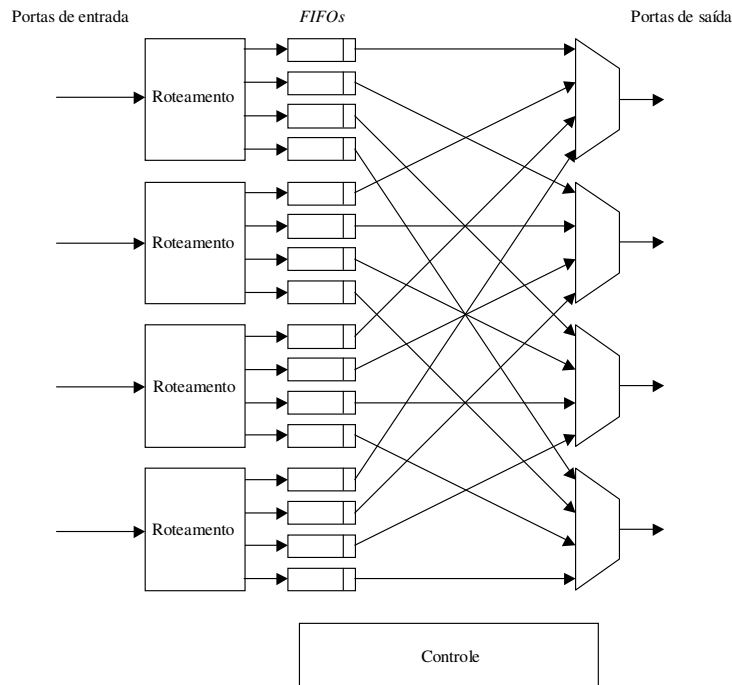 Portas de entrada
FIFOs
Portas de saída
Roteamento
Roteamento
Roteamento
Roteamento
Controle